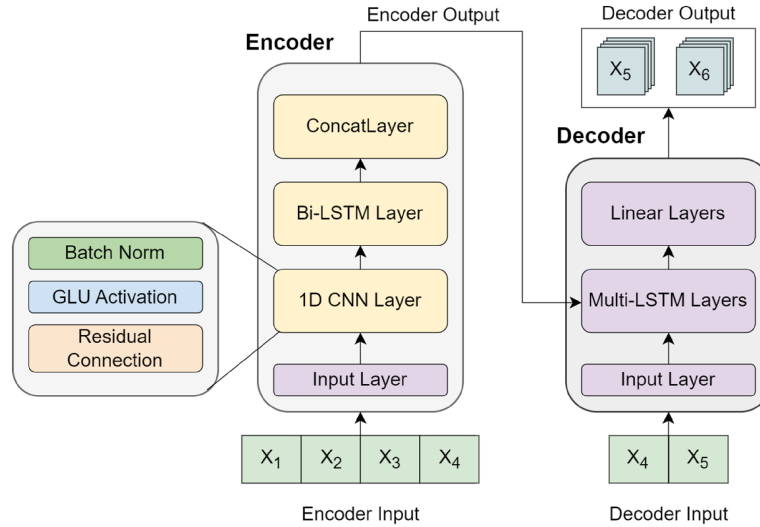 Encoder Output
Encoder
ConcatLayer
Bi-LSTM Layer
1D CNN Layer
Input Layer
Batch Norm
GLU Activation
Residual
Connection
X1 X2 X3 X4
Encoder Input
Decoder Output
X5 X6
Decoder
Linear Layers
Multi-LSTM Layers
Input Layer
X4 X5
Decoder Input